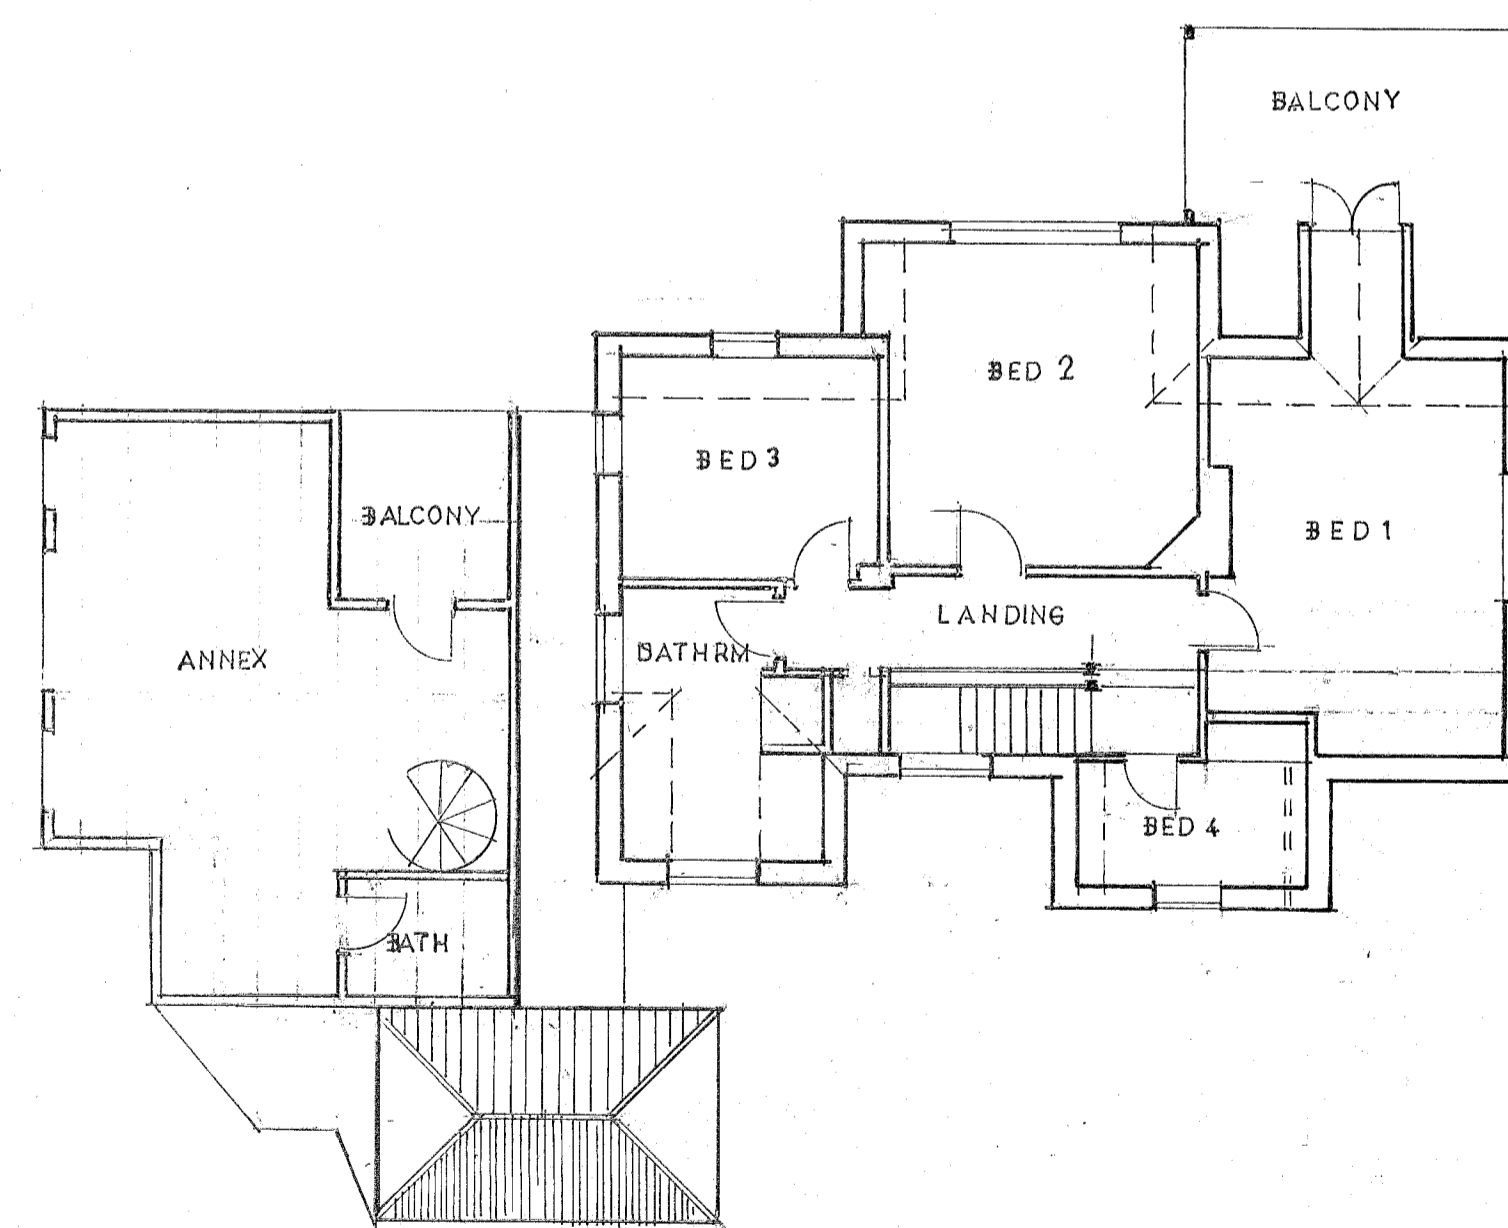 BALCONY
BED 2
BED 3
BALCONY
BED 1
LANDING
BATHRM
ANNEX
BED 4
BATH